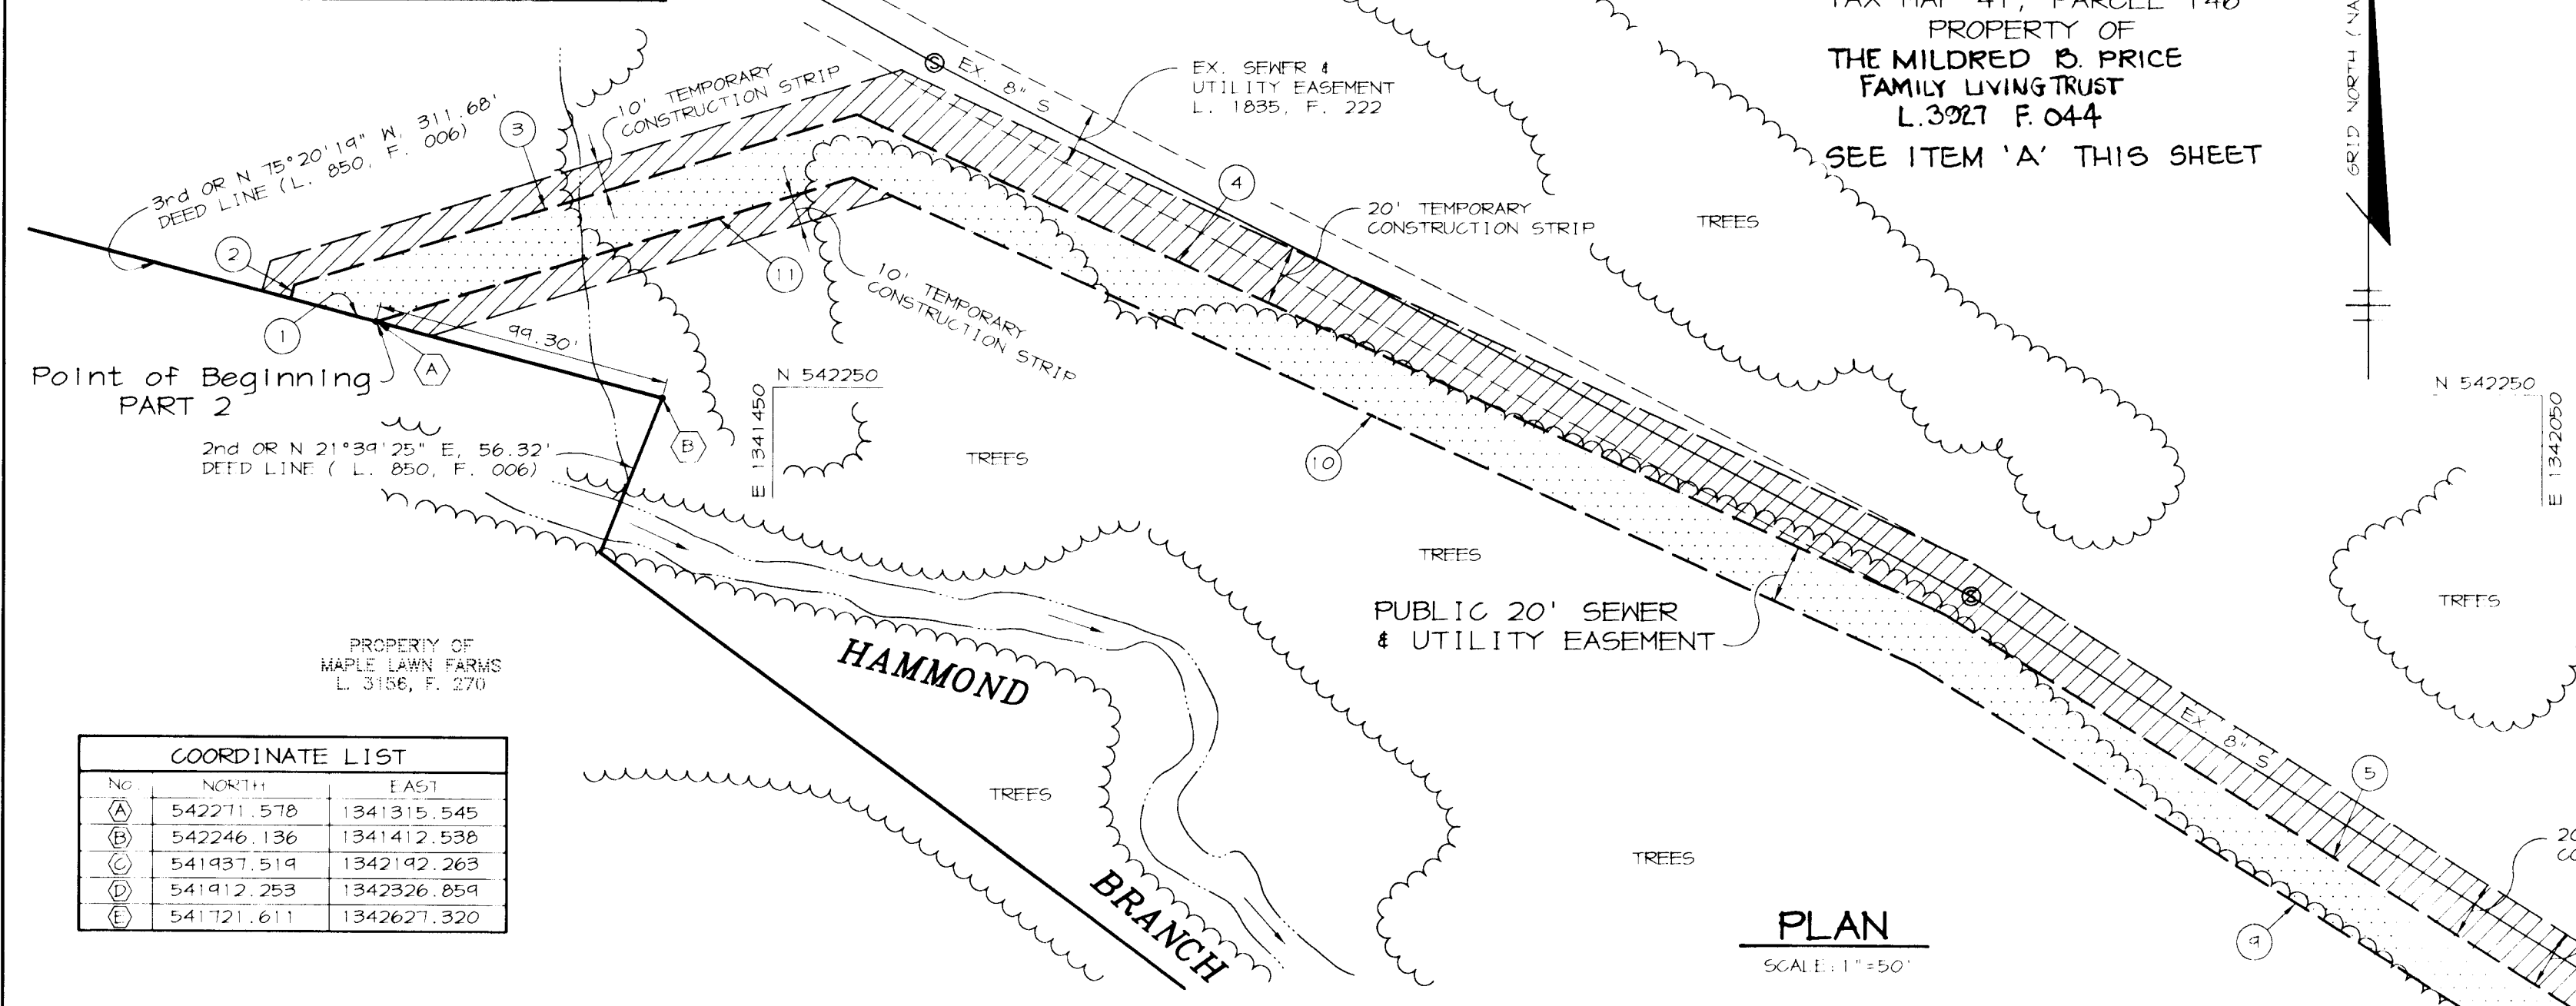 PROPERTY OF
THE MILDRED B. PRICE
FAMILY LIVING TRUST
L.3927 F. 044
SEE ITEM 'A' THIS SHEET
GRID NORTH (NA
EX. 8" S
EX. SEWER &
UTILITY EASEMENT
L. 1835, F. 222
10' TEMPORARY
CONSTRUCTION STRIP
3rd OR N 75°20'19" W, 311.68'
DEED LINE (L. 850, F. 006)
3
4
20' TEMPORARY
CONSTRUCTION STRIP
TREES
2
11
10' TEMPORARY
CONSTRUCTION STRIP
1
99.30'
A
Point of Beginning
PART 2
N 542250
E 1341450
N 542250
E 1342050
2nd OR N 21°39'25" E, 56.32'
DEED LINE ( L. 850, F. 006)
B
TREES
10
TREES
TREES
PUBLIC 20' SEWER
& UTILITY EASEMENT
PROPERTY OF
MAPLE LAWN FARMS
L. 3156, F. 270
HAMMOND
BRANCH
EX. 8" S
5
COORDINATE LIST
NO. NORTH EAST
A 542271.578 1341315.545
B 542246.136 1341412.538
C 541937.519 1342192.263
D 541912.253 1342326.859
E 541721.611 1342627.320
TREES
TREES
20
CO
9
PLAN
SCALE: 1"=50'